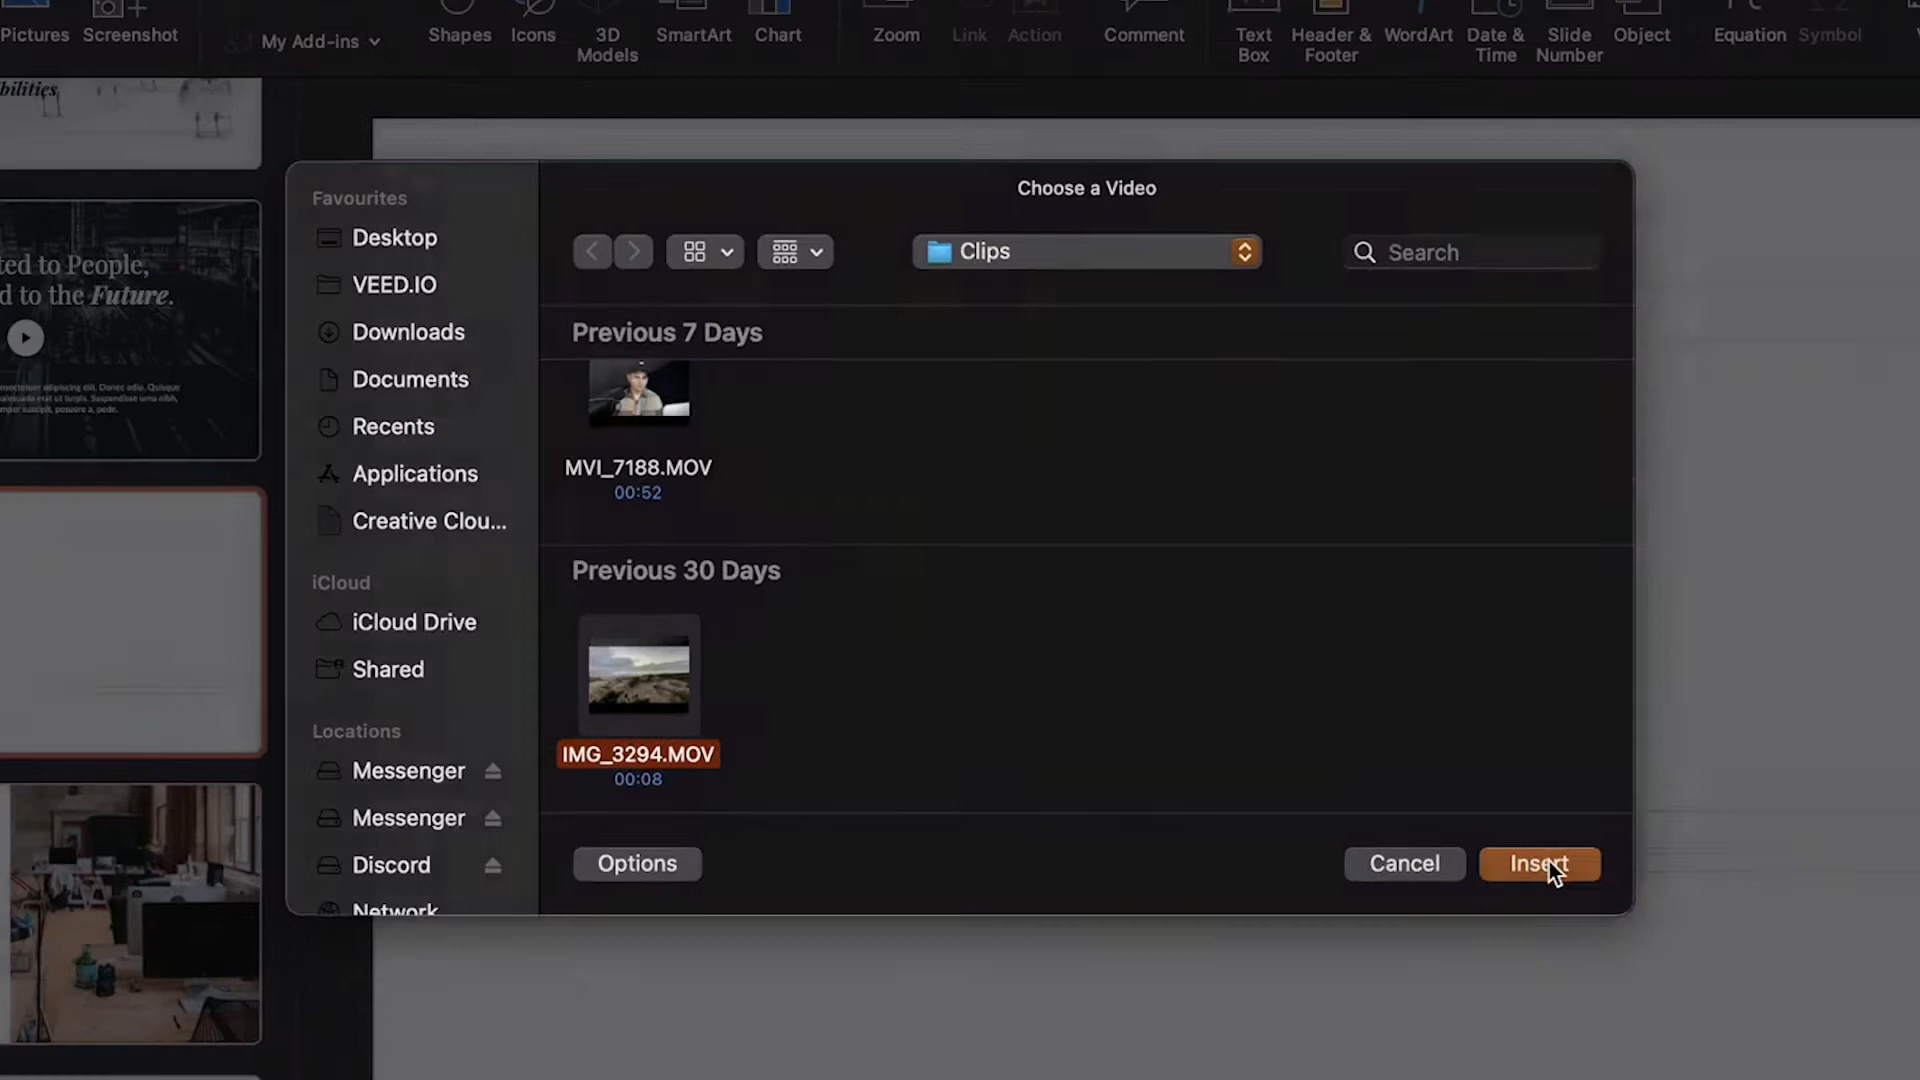 Pictures
Screenshot
My Add-ins
Shapes
Icons
3D
Models
SmartArt
Chart
Zoom
Link
Action
Comment
Text
Box
Header &
Footer
WordArt
Date &
Time
Slide
Number
Object
Equation
Symbol
bilities
ted to People,
d to the Future.
Favourites
Desktop
VEED.IO
Downloads
Documents
Recents
Applications
Creative Clou...
iCloud
iCloud Drive
Shared
Locations
Messenger
Messenger
Discord
Network
Choose a Video
Clips
Search
Previous 7 Days
MVI_7188.MOV
00:52
Previous 30 Days
IMG_3294.MOV
00:08
Options
Cancel
Insert